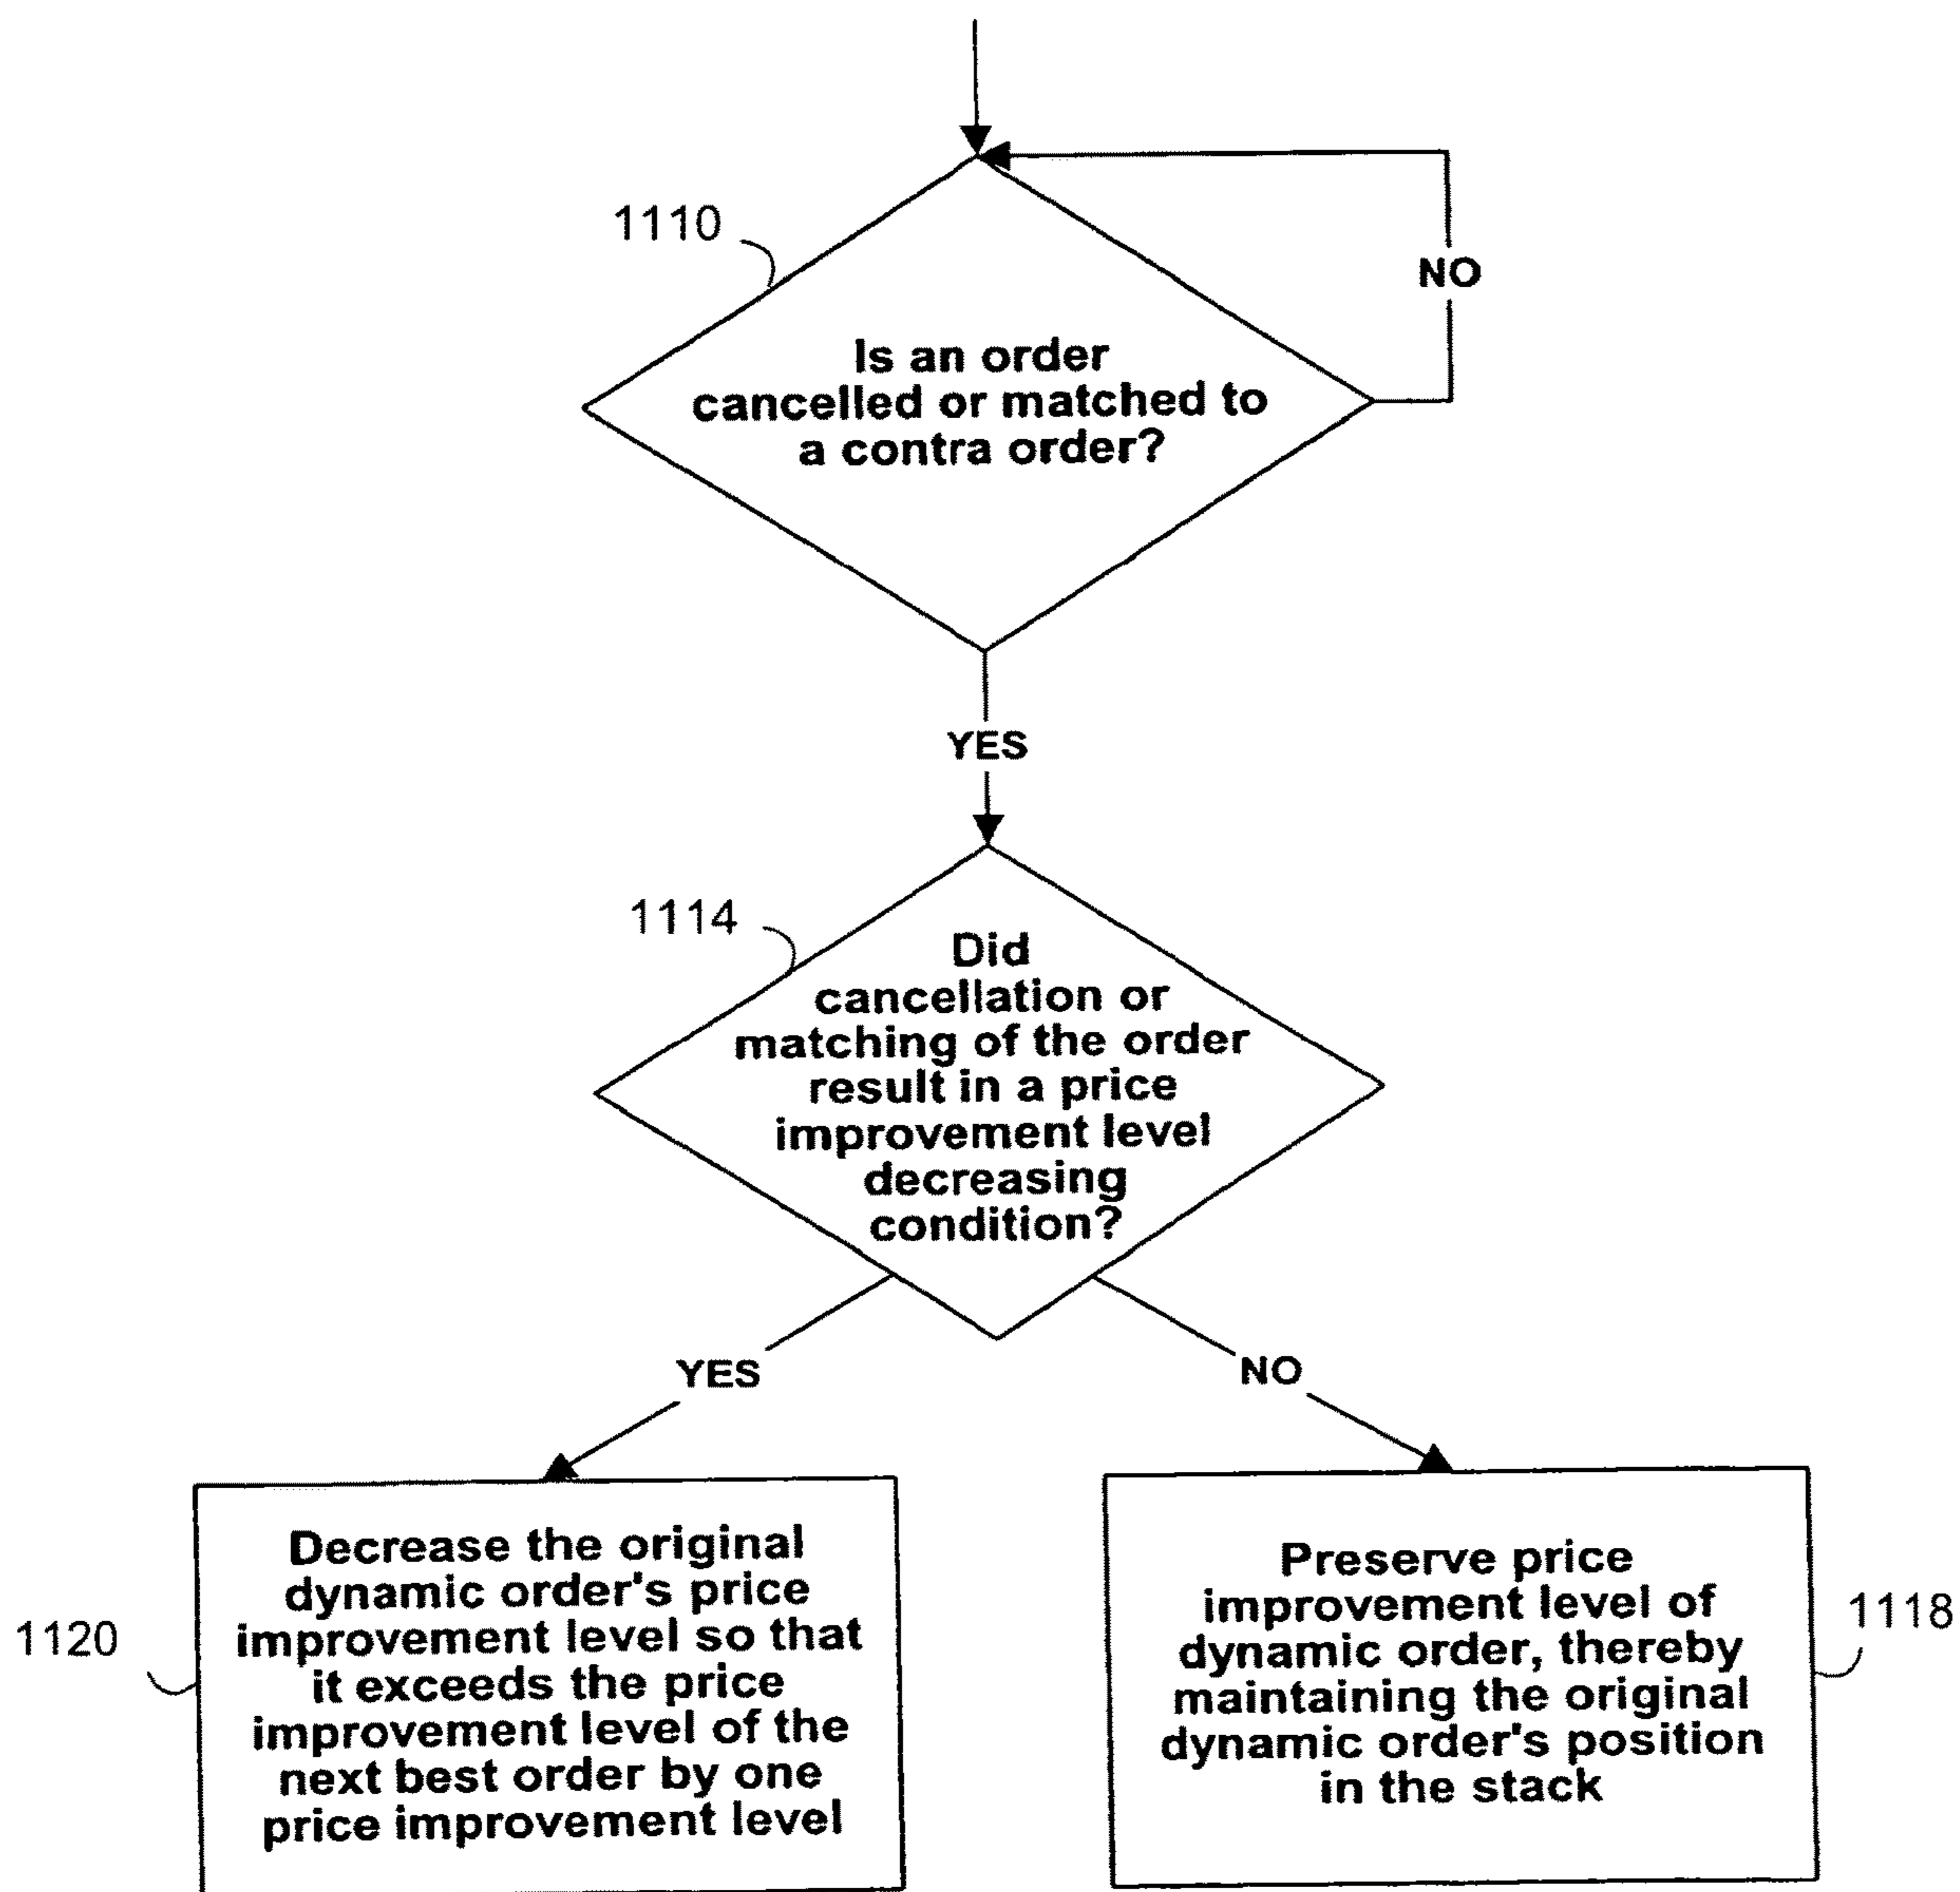 1110
NO
Is an order
cancelled or matched to
a contra order?
YES
1114
Did
cancellation or
matching of the order
result in a price
improvement level
decreasing
condition?
YES
NO
1120
Decrease the original
dynamic order's price
improvement level so that
it exceeds the price
improvement level of the
next best order by one
price improvement level
Preserve price
improvement level of
dynamic order, thereby
maintaining the original
dynamic order's position
in the stack
1118